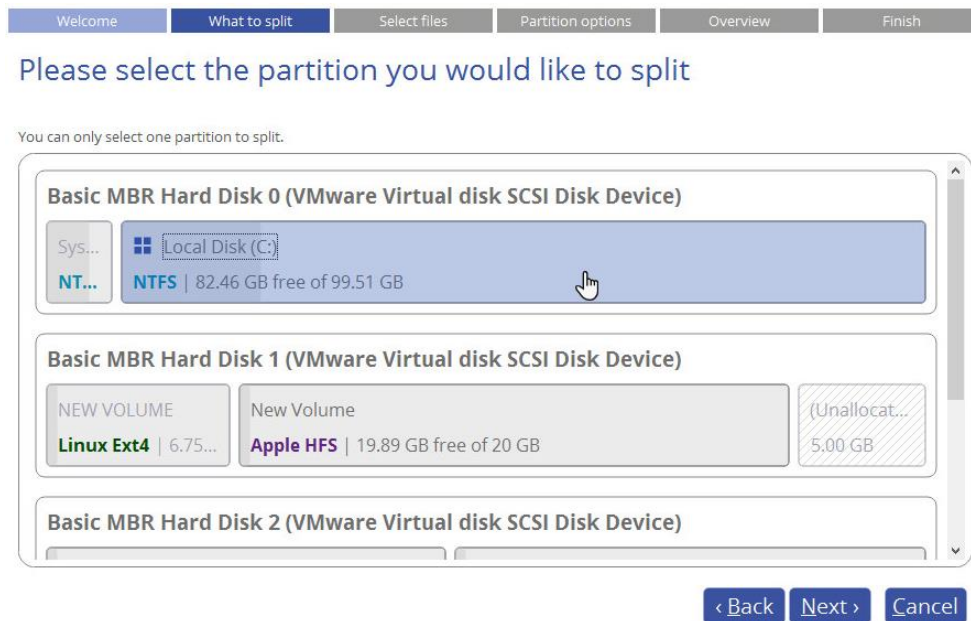 Welcome What to split Select files Partition options Overview Finish
Please select the partition you would like to split
You can only select one partition to split.
Basic MBR Hard Disk 0 (VMware Virtual disk SCSI Disk Device)
Sys... Local Disk (C:)
NT... NTFS | 82.46 GB free of 99.51 GB
Basic MBR Hard Disk 1 (VMware Virtual disk SCSI Disk Device)
NEW VOLUME New Volume (Unallocat...
Linux Ext4 | 6.75... Apple HFS | 19.89 GB free of 20 GB 5.00 GB
Basic MBR Hard Disk 2 (VMware Virtual disk SCSI Disk Device)
‹ Back Next › Cancel